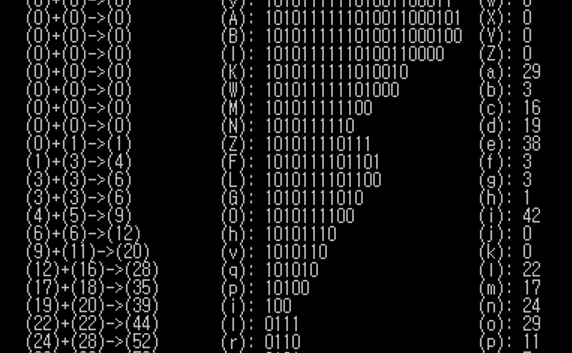 (0)+(0)->(0) (A): 1010111111010011000101 (X): 0
(0)+(0)->(0) (B): 1010111111010011000100 (Y): 0
(0)+(0)->(0) (I): 10101111110100110000 (Z): 0
(0)+(0)->(0) (K): 1010111111010010 (a): 29
(0)+(0)->(0) (W): 101011111101000 (b): 3
(0)+(0)->(0) (M): 101011111100 (c): 16
(0)+(0)->(0) (N): 1010111110 (d): 19
(0)+(1)->(1) (Z): 101011110111 (e): 38
(1)+(3)->(4) (F): 1010111101101 (f): 3
(3)+(3)->(6) (L): 1010111101100 (g): 3
(3)+(3)->(6) (G): 10101111010 (h): 1
(4)+(5)->(9) (O): 1010111100 (i): 42
(6)+(6)->(12) (h): 10101110 (j): 0
(9)+(11)->(20) (v): 1010110 (k): 0
(12)+(16)->(28) (q): 101010 (l): 22
(17)+(18)->(35) (p): 10100 (m): 17
(19)+(20)->(39) (i): 100 (n): 24
(22)+(22)->(44) (l): 0111 (o): 29
(24)+(28)->(52) (r): 0110 (p): 11